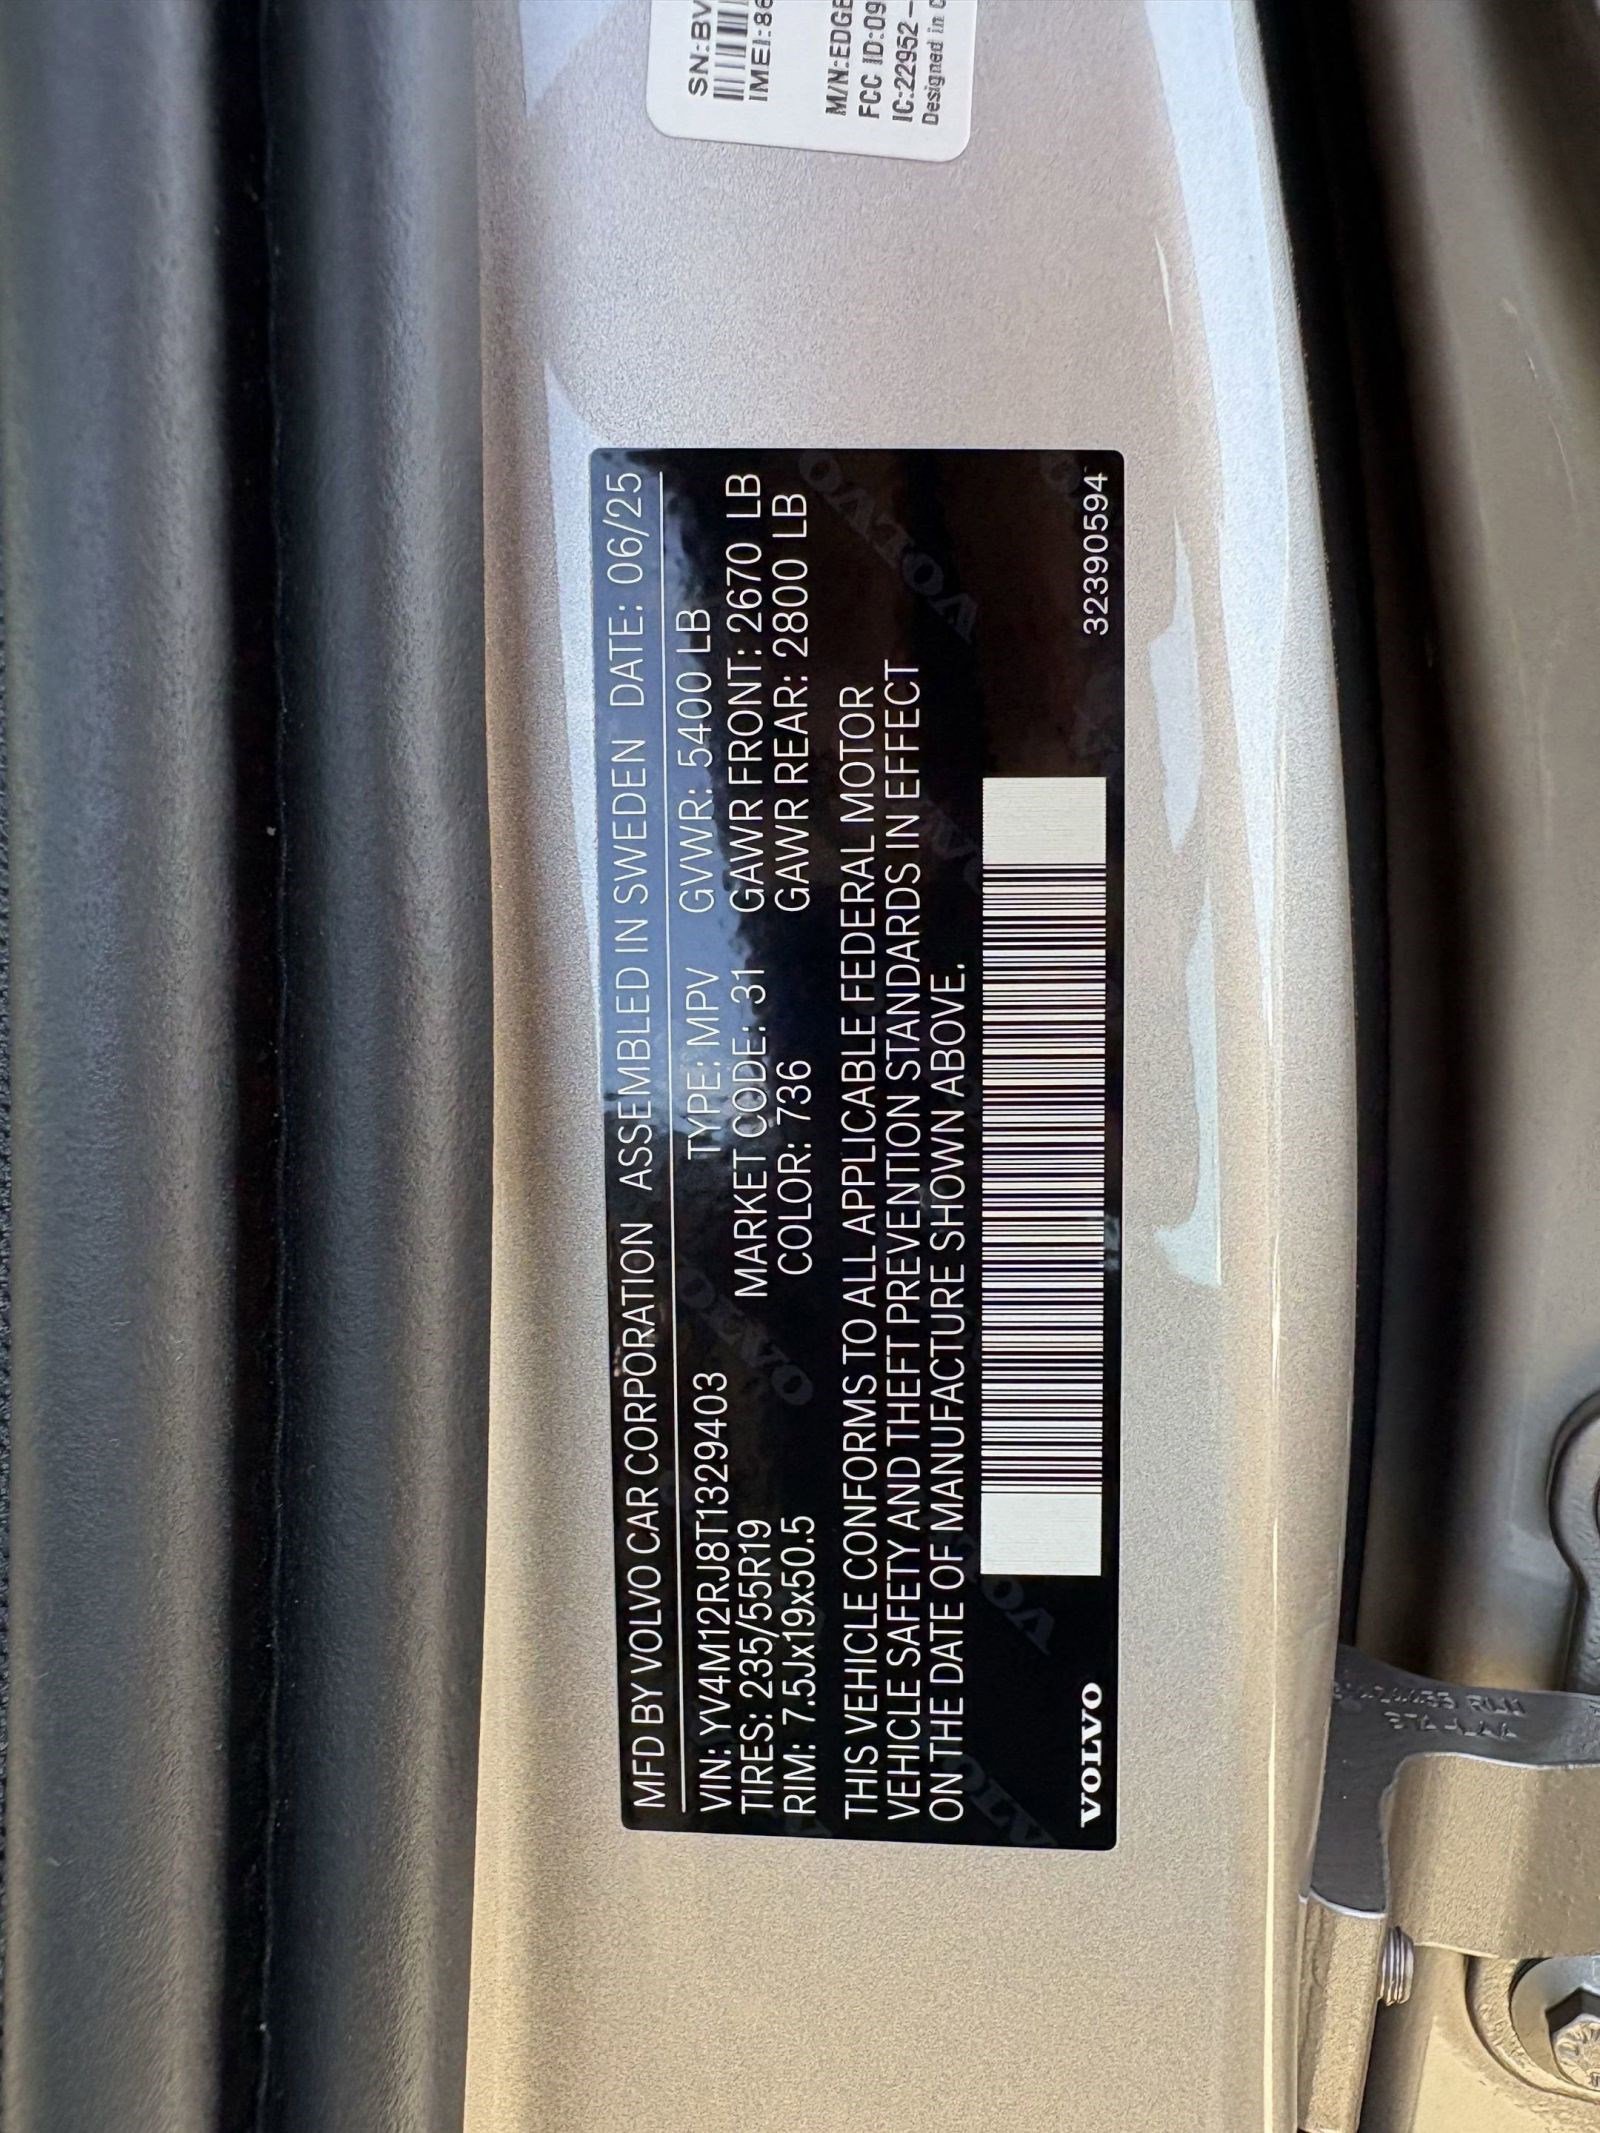 MFD BY VOLVO CAR CORPORATION ASSEMBLED IN SWEDEN DATE: 06/25
VIN: YV4M12RJ8T1329403 TYPE: MPV GVWR: 5400 LB
TIRES: 235/55R19 MARKET CODE: 31 GAWR FRONT: 2670 LB
RIM: 7.5Jx19x50.5 COLOR: 736 GAWR REAR: 2800 LB
THIS VEHICLE CONFORMS TO ALL APPLICABLE FEDERAL MOTOR
VEHICLE SAFETY AND THEFT PREVENTION STANDARDS IN EFFECT
ON THE DATE OF MANUFACTURE SHOWN ABOVE.
VOLVO 32390594
SN:BV
IMEI:86
M/N:EDGE
FCC ID:09
IC:22952-
Designed in